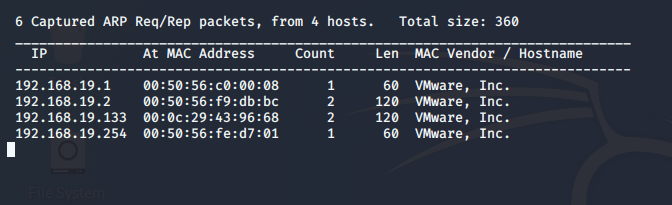 6 Captured ARP Req/Rep packets, from 4 hosts.   Total size: 360
_____________________________________________________________________________
  IP            At MAC Address     Count     Len  MAC Vendor / Hostname
-----------------------------------------------------------------------------
192.168.19.1    00:50:56:c0:00:08      1      60  VMware, Inc.
192.168.19.2    00:50:56:f9:db:bc      2     120  VMware, Inc.
192.168.19.133  00:0c:29:43:96:68      2     120  VMware, Inc.
192.168.19.254  00:50:56:fe:d7:01      1      60  VMware, Inc.
File System